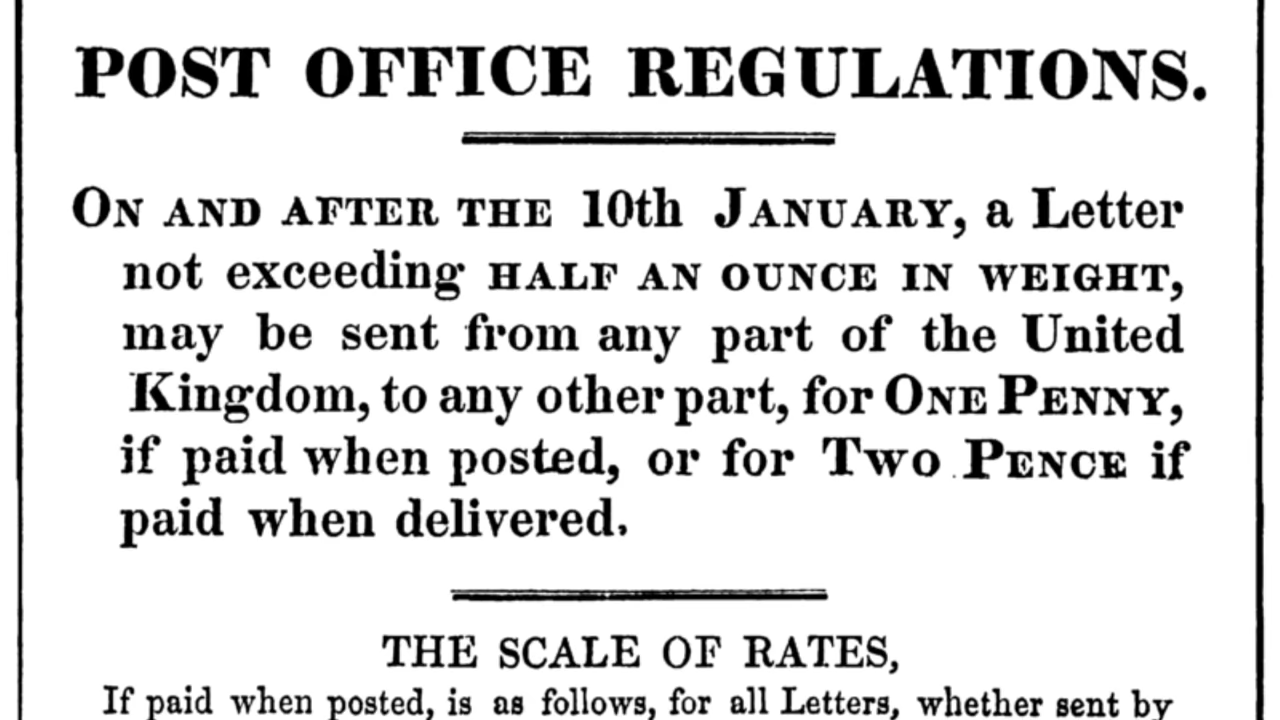 POST OFFICE REGULATIONS.
ON AND AFTER THE 10th JANUARY, a Letter
not exceeding HALF AN OUNCE IN WEIGHT,
may be sent from any part of the United
Kingdom, to any other part, for ONE PENNY,
if paid when posted, or for TWO PENCE if
paid when delivered.
THE SCALE OF RATES,
If paid when posted, is as follows, for all Letters, whether sent by